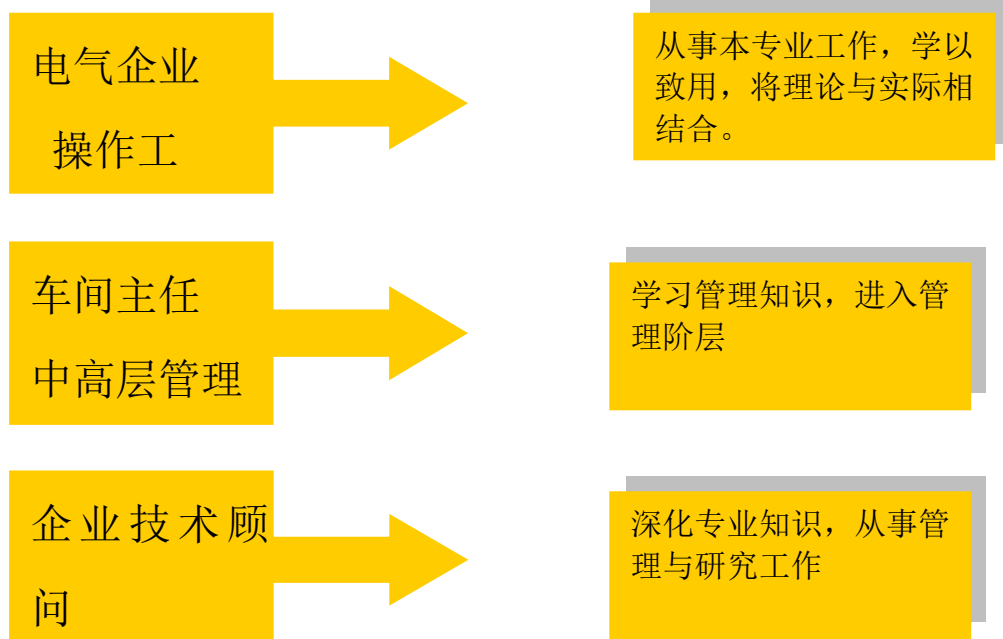 电气企业
操作工
从事本专业工作，学以
致用，将理论与实际相
结合。
车间主任
中高层管理
学习管理知识，进入管
理阶层
企业技术顾
问
深化专业知识，从事管
理与研究工作